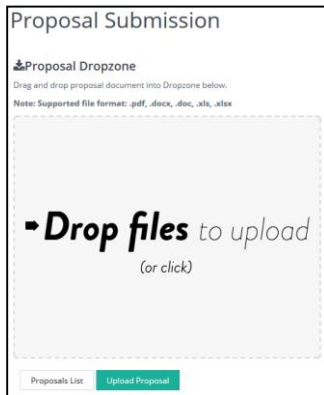 Proposal Submission
Proposal Dropzone
Drag and drop proposal document into Dropzone below.
Note: Supported file format: .pdf, .docx, .doc, .xls, .xlsx
Drop files to upload
(or click)
Proposals List Upload Proposal